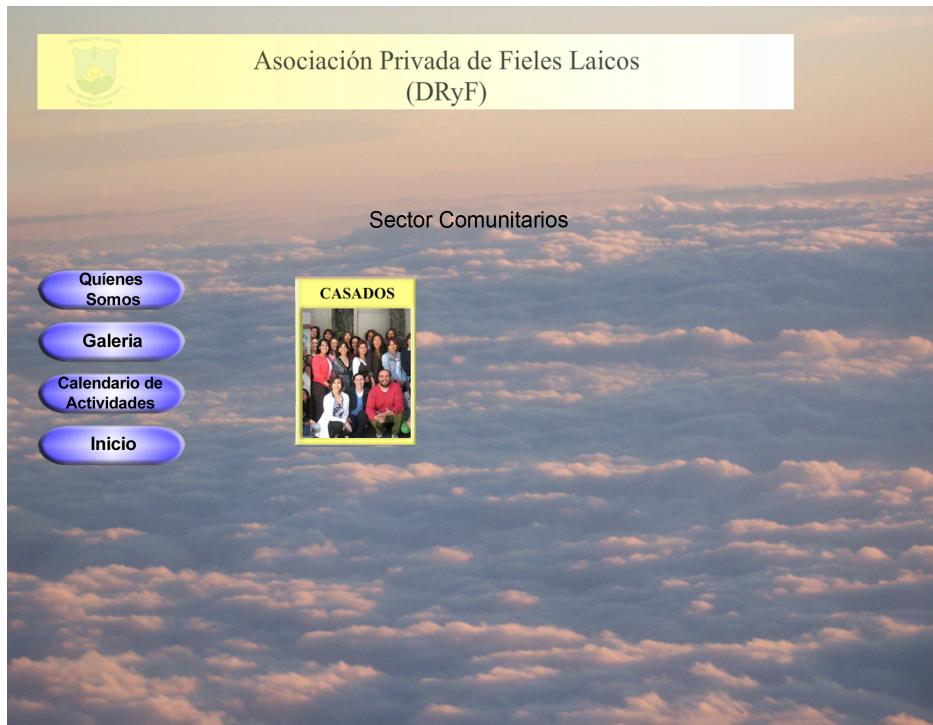 Asociación Privada de Fieles Laicos
(DRyF)
Sector Comunitarios
Quíenes
Somos
Galeria
Calendario de
Actividades
Inicio
CASADOS